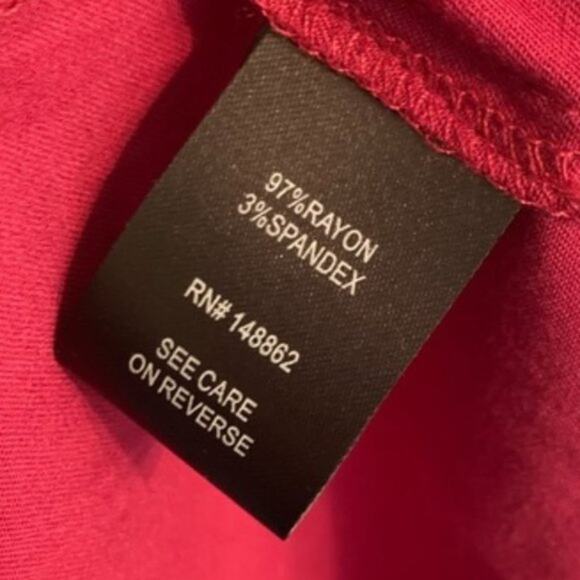 97%RAYON
3%SPANDEX
RN# 148862
SEE CARE
ON REVERSE